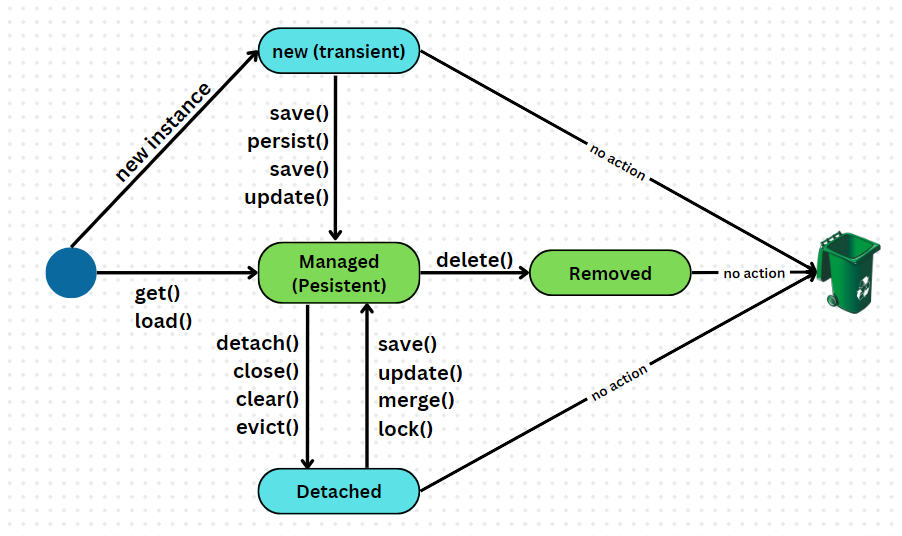 new (transient)
new instance
save()
persist()
save()
update()
no action
Managed
(Pesistent)
delete()
Removed
no action
get()
load()
detach()
close()
clear()
evict()
save()
update()
merge()
lock()
no action
Detached